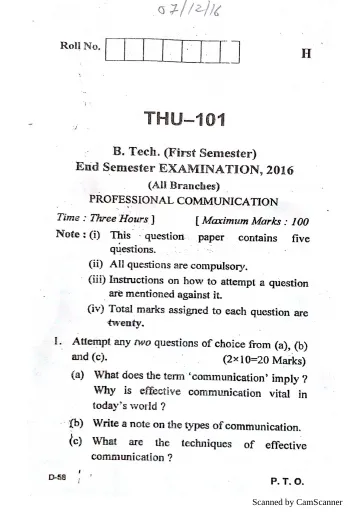 07/12/16
Roll No.
H
THU–101
B. Tech. (First Semester)
End Semester EXAMINATION, 2016
(All Branches)
PROFESSIONAL COMMUNICATION
Time : Three Hours ] [ Maximum Marks : 100
Note : (i) This question paper contains five
questions.
(ii) All questions are compulsory.
(iii) Instructions on how to attempt a question
are mentioned against it.
(iv) Total marks assigned to each question are
twenty.
1. Attempt any two questions of choice from (a), (b)
and (c). (2×10=20 Marks)
(a) What does the term ‘communication’ imply ?
Why is effective communication vital in
today’s world ?
(b) Write a note on the types of communication.
(c) What are the techniques of effective
communication ?
D-58 P. T. O.
Scanned by CamScanner